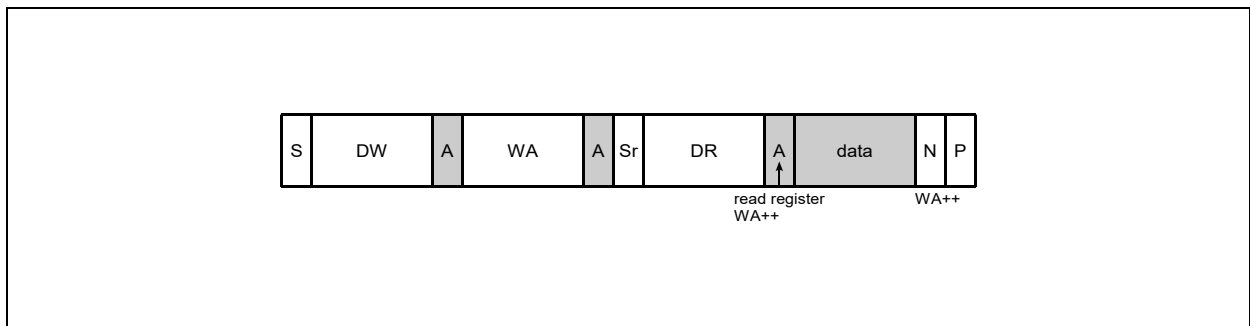 S DW A WA A Sr DR A data N P
read register WA++
WA++